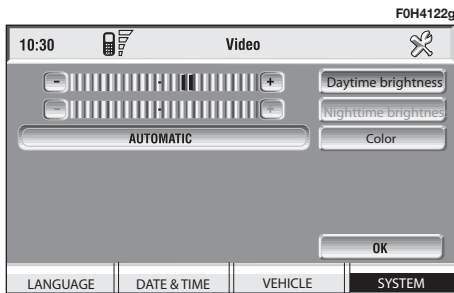 F0H4122g
10:30 Video
- + Daytime brightness
- + Nighttime brightnes
AUTOMATIC Color
OK
LANGUAGE DATE & TIME VEHICLE SYSTEM